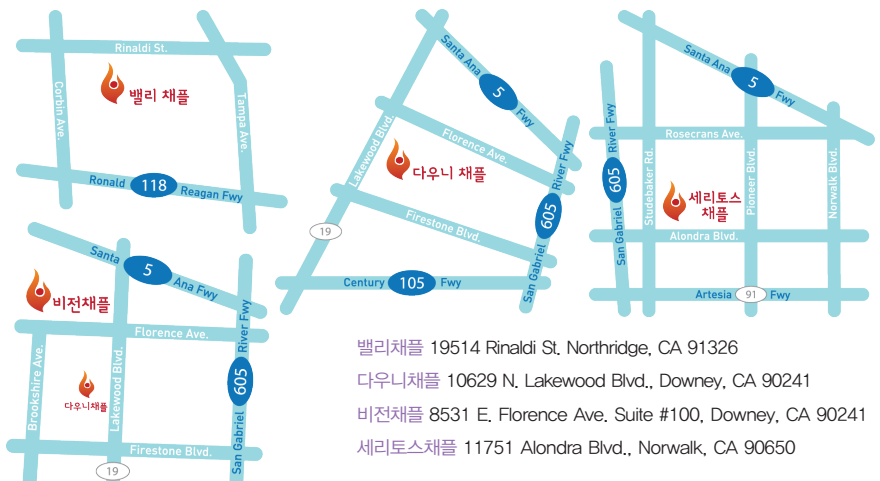 Rinaldi St.
Corbin Ave.
밸리 채플
Tampa Ave.
Ronald 118 Reagan Fwy
Santa Ana 5 Fwy
Lakewood Blvd.
Florence Ave.
다우니 채플
Firestone Blvd.
19
San Gabriel 605 River Fwy
Century 105 Fwy
Santa Ana 5 Fwy
San Gabriel 605 River Fwy
Rosecrans Ave.
Studebaker Rd.
Pioneer Blvd.
Norwalk Blvd.
세리토스
채플
Alondra Blvd.
Artesia 91 Fwy
Santa 5 Ana Fwy
비전채플
Florence Ave.
Brookshire Ave.
Lakewood Blvd.
다우니채플
San Gabriel 605 River Fwy
Firestone Blvd.
19
밸리채플 19514 Rinaldi St. Northridge, CA 91326
다우니채플 10629 N. Lakewood Blvd., Downey, CA 90241
비전채플 8531 E. Florence Ave. Suite #100, Downey, CA 90241
세리토스채플 11751 Alondra Blvd., Norwalk, CA 90650